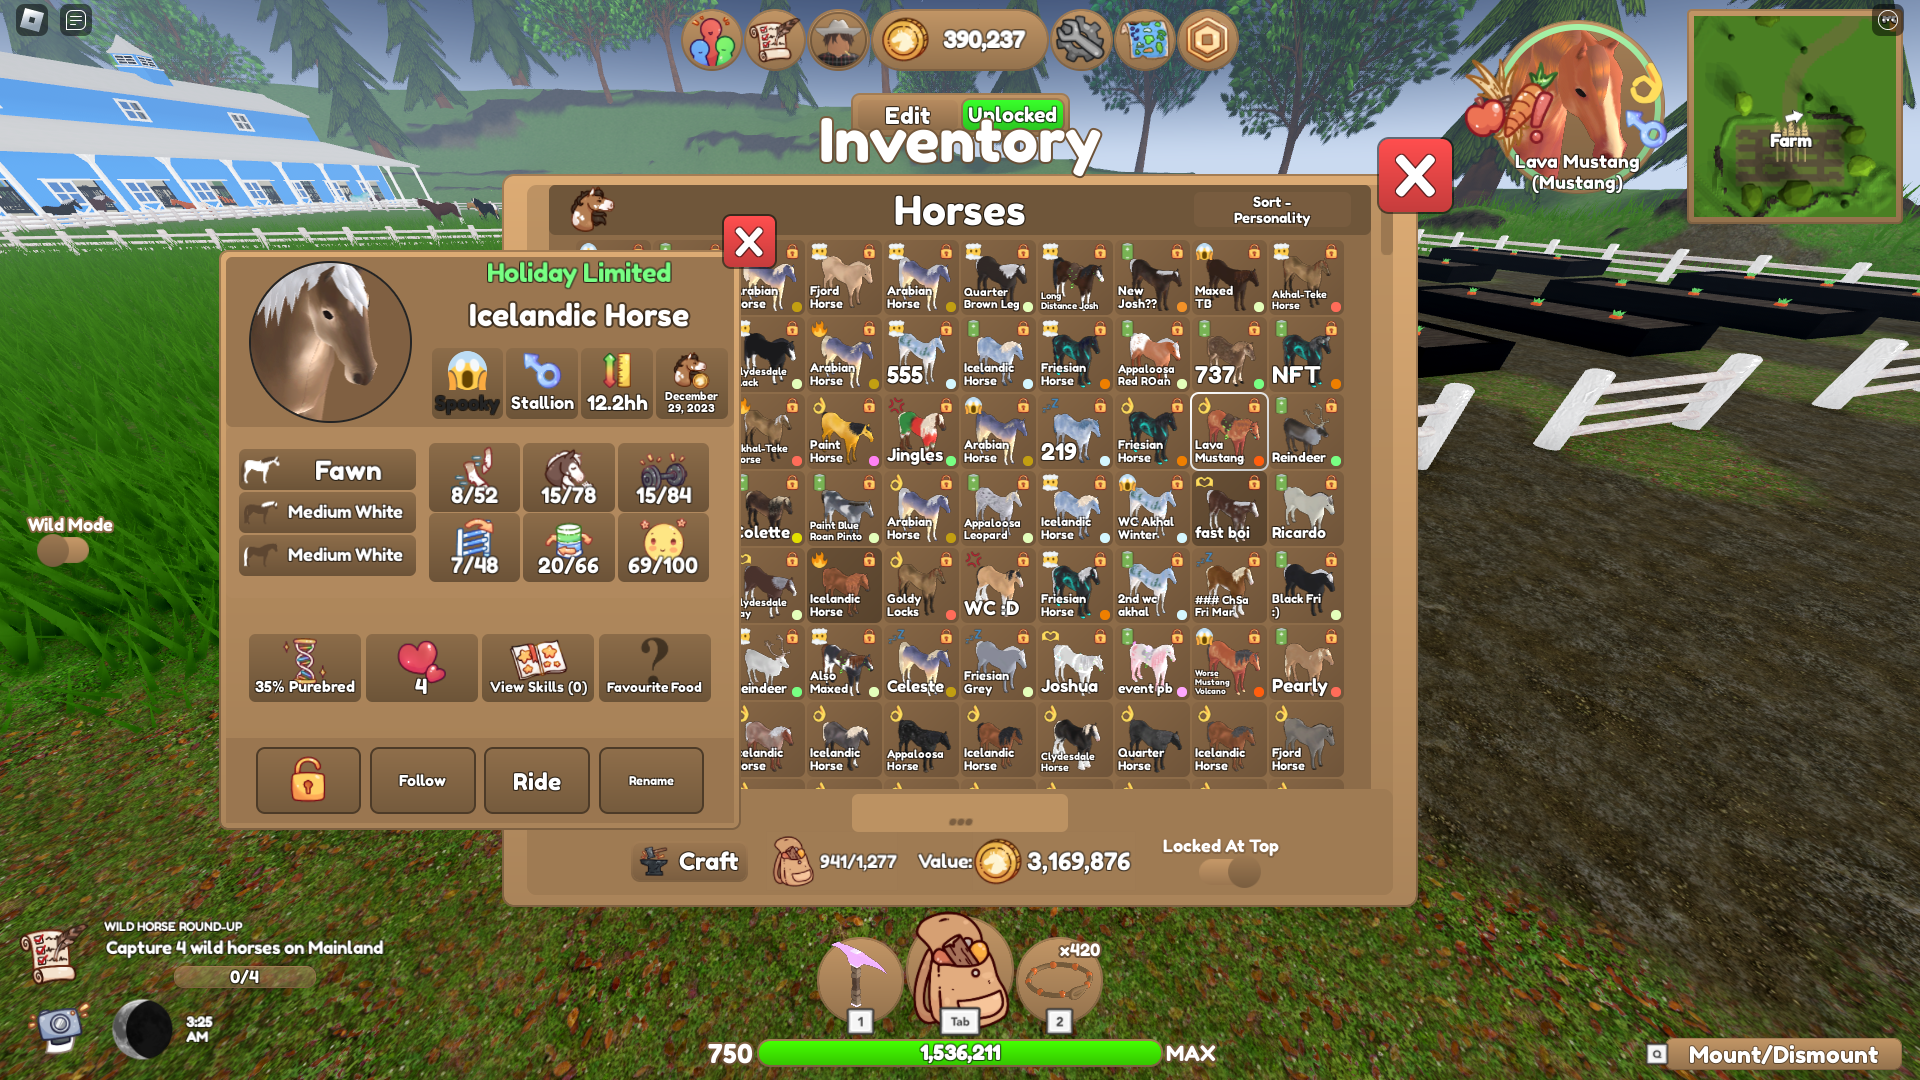 390,237
Edit
Unlocked
Inventory
Lava Mustang
(Mustang)
Farm
Horses
Sort -
Personality
Holiday Limited
Icelandic Horse
Spooky
Stallion
12.2hh
December
29, 2023
Fawn
Medium White
Medium White
8/52
15/78
15/84
7/48
20/66
69/100
35% Purebred
4
View Skills (0)
Favourite Food
Follow
Ride
Rename
Fjord
Horse
Arabian
Horse
Quarter
Brown Leg
Long
Distance Josh
New
Josh??
Maxed
TB
Akhal-Teke
Horse
Arabian
Horse
555
Icelandic
Horse
Friesian
Horse
Appaloosa
Red ROan
737
NFT
Paint
Horse
Jingles
Arabian
Horse
219
Friesian
Horse
Lava
Mustang
Reindeer
Paint Blue
Roan Pinto
Arabian
Horse
Appaloosa
Leopard
Icelandic
Horse
WC Akhal
Winter
fast boi
Ricardo
Icelandic
Horse
Goldy
Locks
WC :D
Friesian
Horse
2nd wc
akhal
### ChSa
Fri Mar
Black Fri
:)
Also
Maxed
Celeste
Friesian
Grey
Joshua
event pb
Worse
Mustang
Volcano
Pearly
Icelandic
Horse
Appaloosa
Horse
Icelandic
Horse
Clydesdale
Horse
Quarter
Horse
Icelandic
Horse
Fjord
Horse
Craft
941/1,277
Value:
3,169,876
Locked At Top
Wild Mode
WILD HORSE ROUND-UP
Capture 4 wild horses on Mainland
0/4
3:25
AM
x420
1
Tab
2
750
1,536,211
MAX
Q
Mount/Dismount